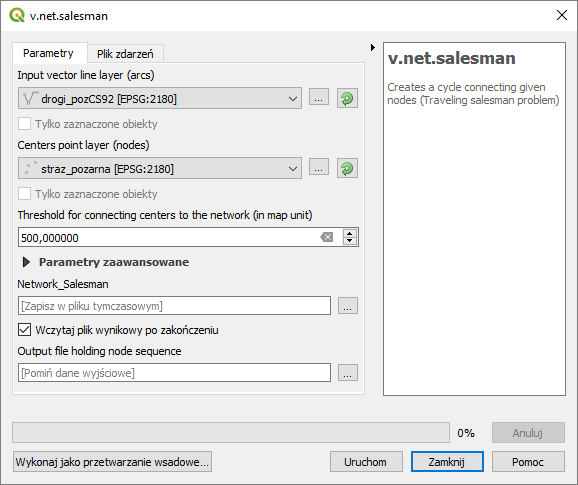 v.net.salesman
Parametry
Plik zdarzeń
Input vector line layer (arcs)
drogi_pozCS92 [EPSG:2180]
...
Tylko zaznaczone obiekty
Centers point layer (nodes)
straz_pozarna [EPSG:2180]
...
Tylko zaznaczone obiekty
Threshold for connecting centers to the network (in map unit)
500,000000
Parametry zaawansowane
Network_Salesman
[Zapisz w pliku tymczasowym]
...
Wczytaj plik wynikowy po zakończeniu
Output file holding node sequence
[Pomiń dane wyjściowe]
...
v.net.salesman
Creates a cycle connecting given
nodes (Traveling salesman problem)
0%
Anuluj
Wykonaj jako przetwarzanie wsadowe...
Uruchom
Zamknij
Pomoc